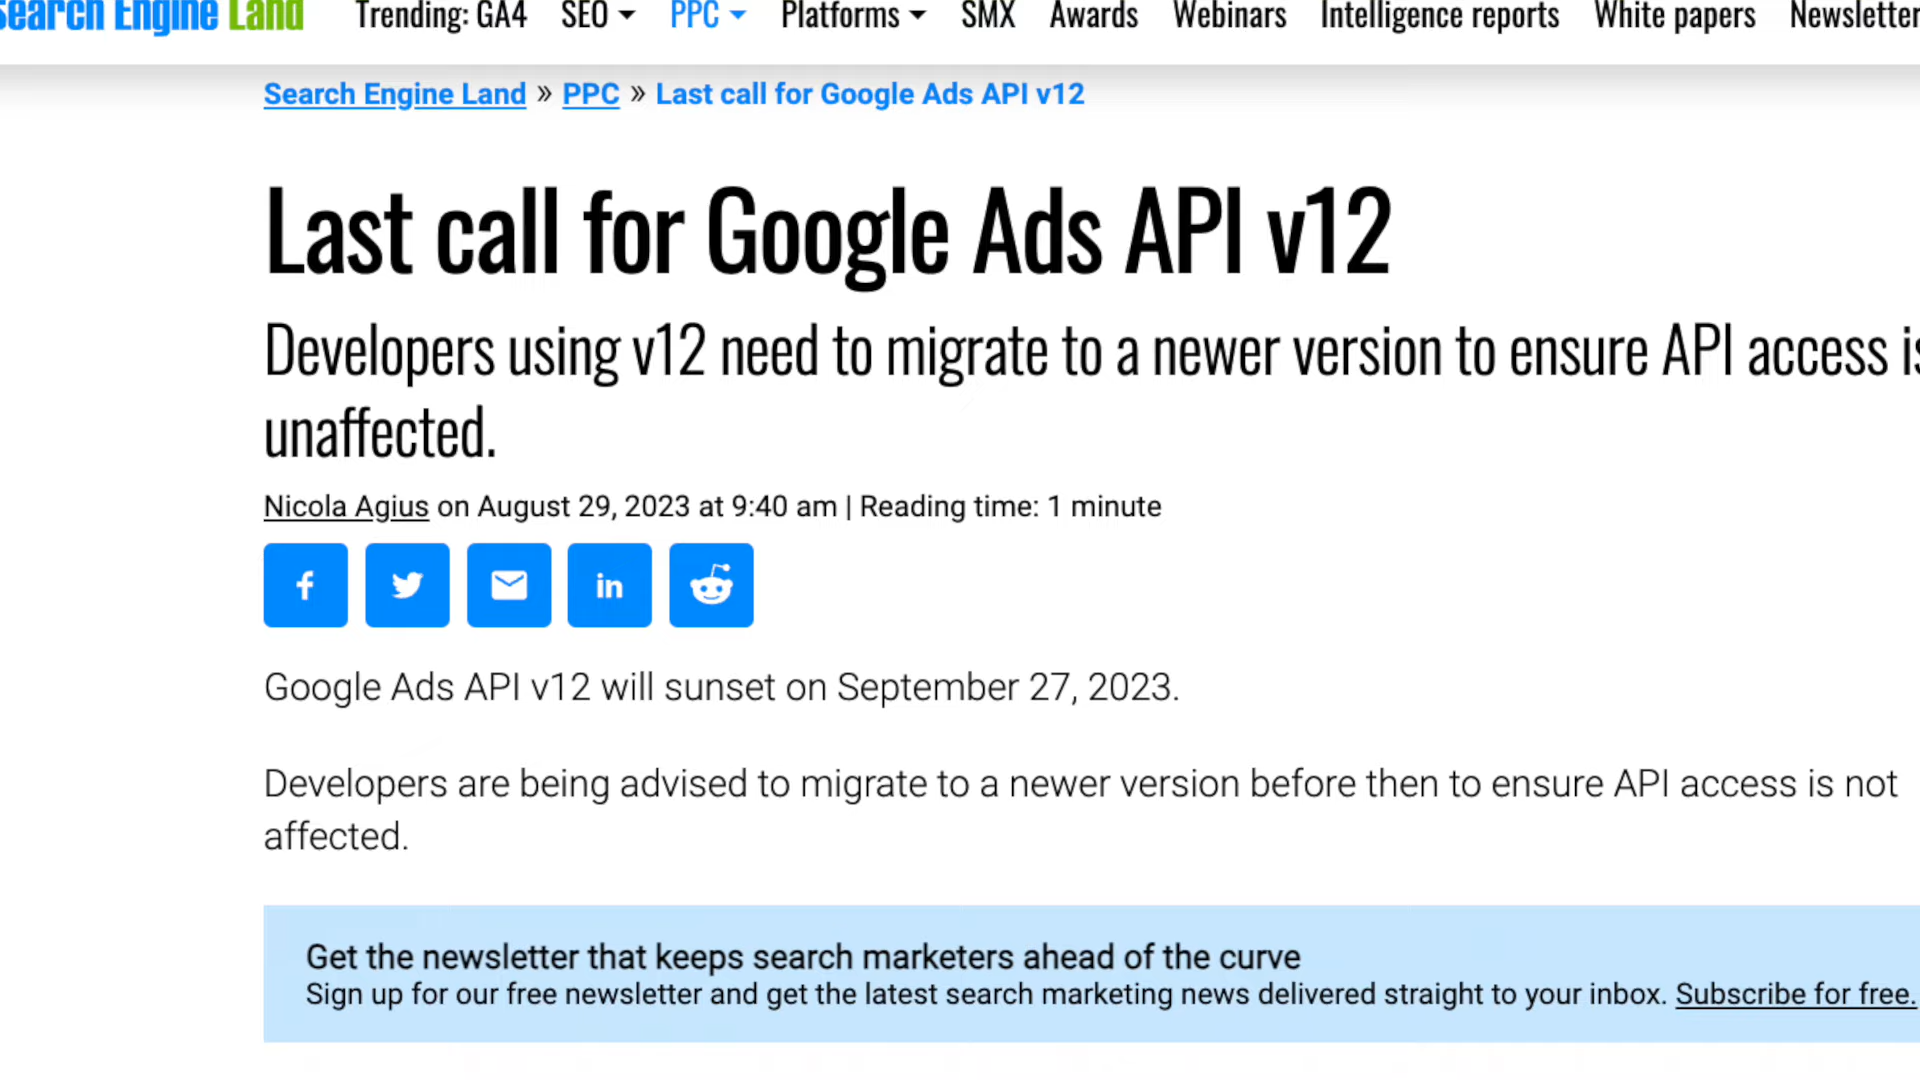 Search Engine Land Trending: GA4 SEO PPC Platforms SMX Awards Webinars Intelligence reports White papers Newsletter
Search Engine Land » PPC » Last call for Google Ads API v12
Last call for Google Ads API v12
Developers using v12 need to migrate to a newer version to ensure API access is
unaffected.
Nicola Agius on August 29, 2023 at 9:40 am | Reading time: 1 minute
f in
Google Ads API v12 will sunset on September 27, 2023.
Developers are being advised to migrate to a newer version before then to ensure API access is not
affected.
Get the newsletter that keeps search marketers ahead of the curve
Sign up for our free newsletter and get the latest search marketing news delivered straight to your inbox. Subscribe for free.